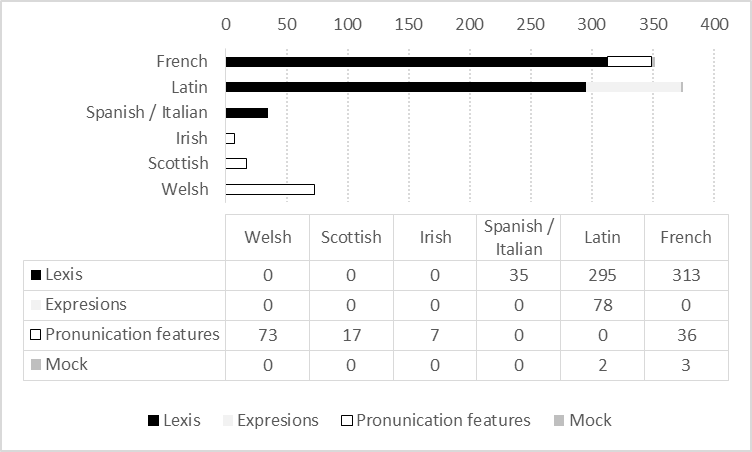 0 50 100 150 200 250 300 350 400
French
Latin
Spanish / Italian
Irish
Scottish
Welsh
Welsh Scottish Irish Spanish / Italian Latin French
Lexis 0 0 0 35 295 313
Expresions 0 0 0 0 78 0
Pronunication features 73 17 7 0 0 36
Mock 0 0 0 0 2 3
Lexis Expresions Pronunication features Mock